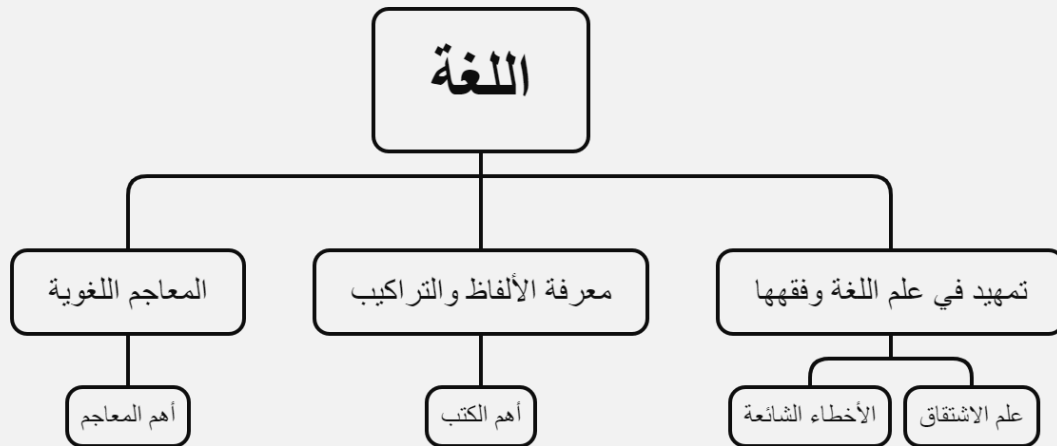 اللغة
تمهيد في علم اللغة وفقهها
معرفة الألفاظ والتراكيب
المعاجم اللغوية
علم الاشتقاق
الأخطاء الشائعة
أهم الكتب
أهم المعاجم